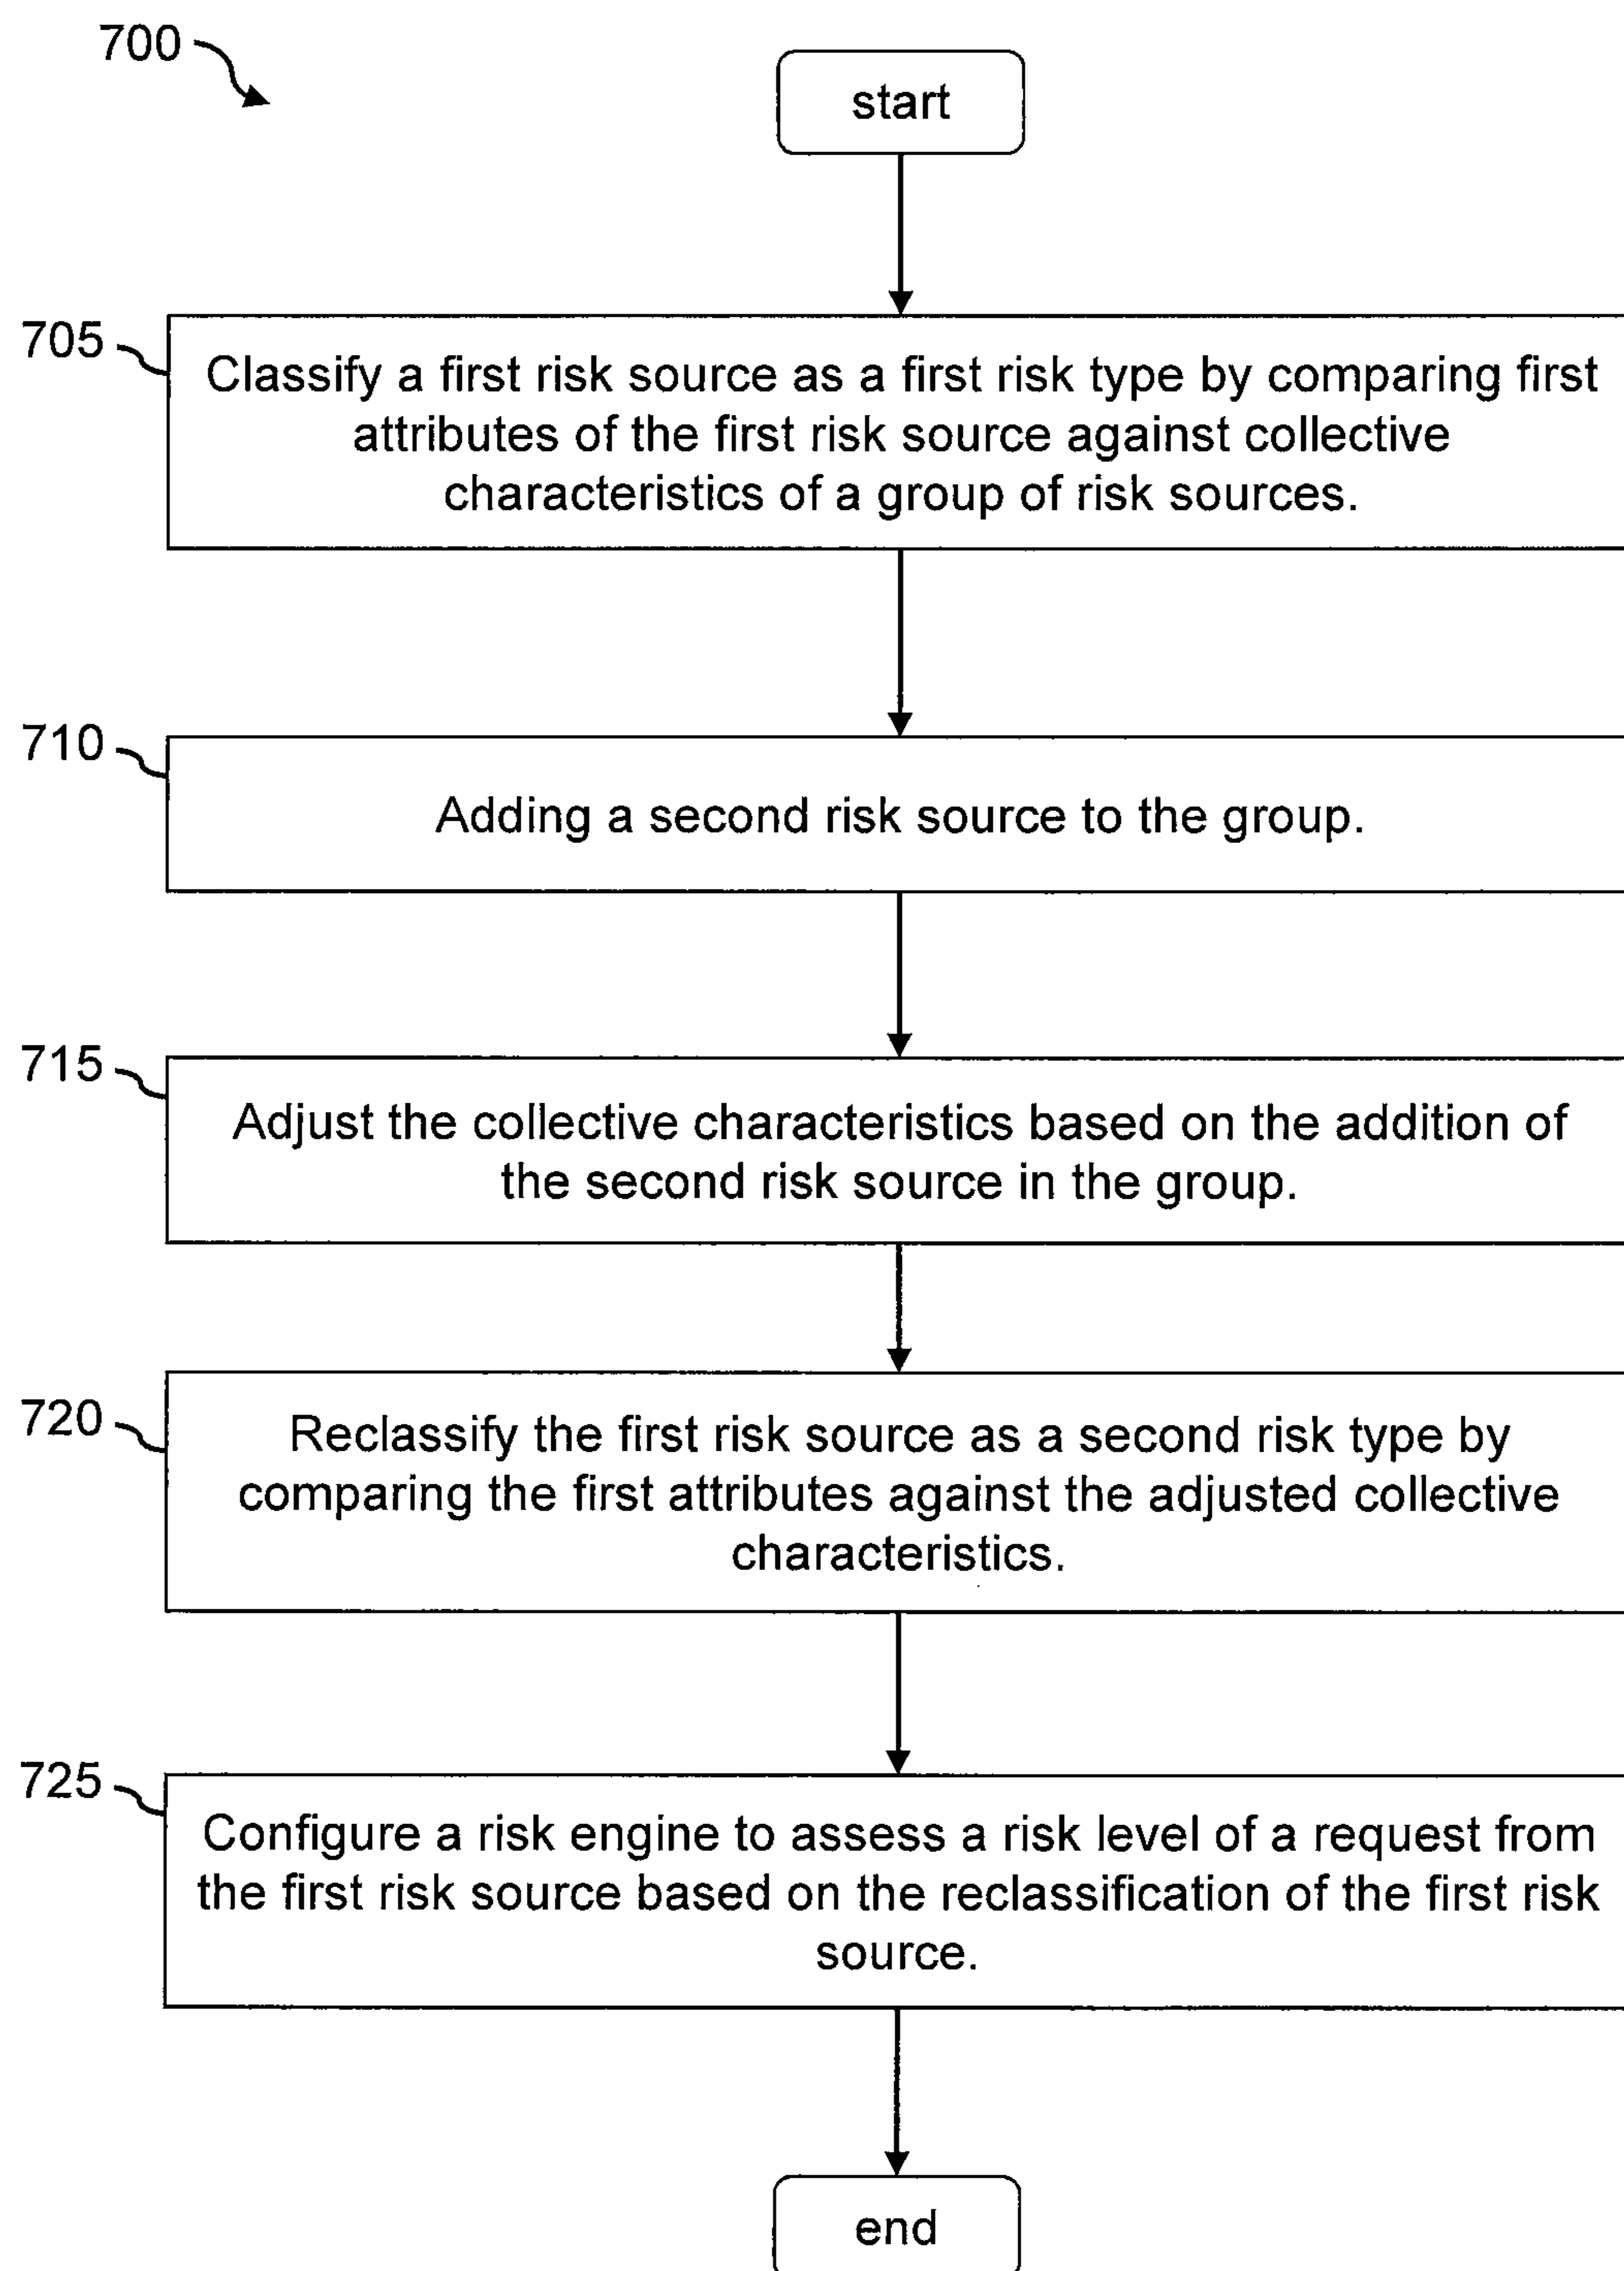 700
start
705
Classify a first risk source as a first risk type by comparing first
attributes of the first risk source against collective
characteristics of a group of risk sources.
710
Adding a second risk source to the group.
715
Adjust the collective characteristics based on the addition of
the second risk source in the group.
720
Reclassify the first risk source as a second risk type by
comparing the first attributes against the adjusted collective
characteristics.
725
Configure a risk engine to assess a risk level of a request from
the first risk source based on the reclassification of the first risk
source.
end